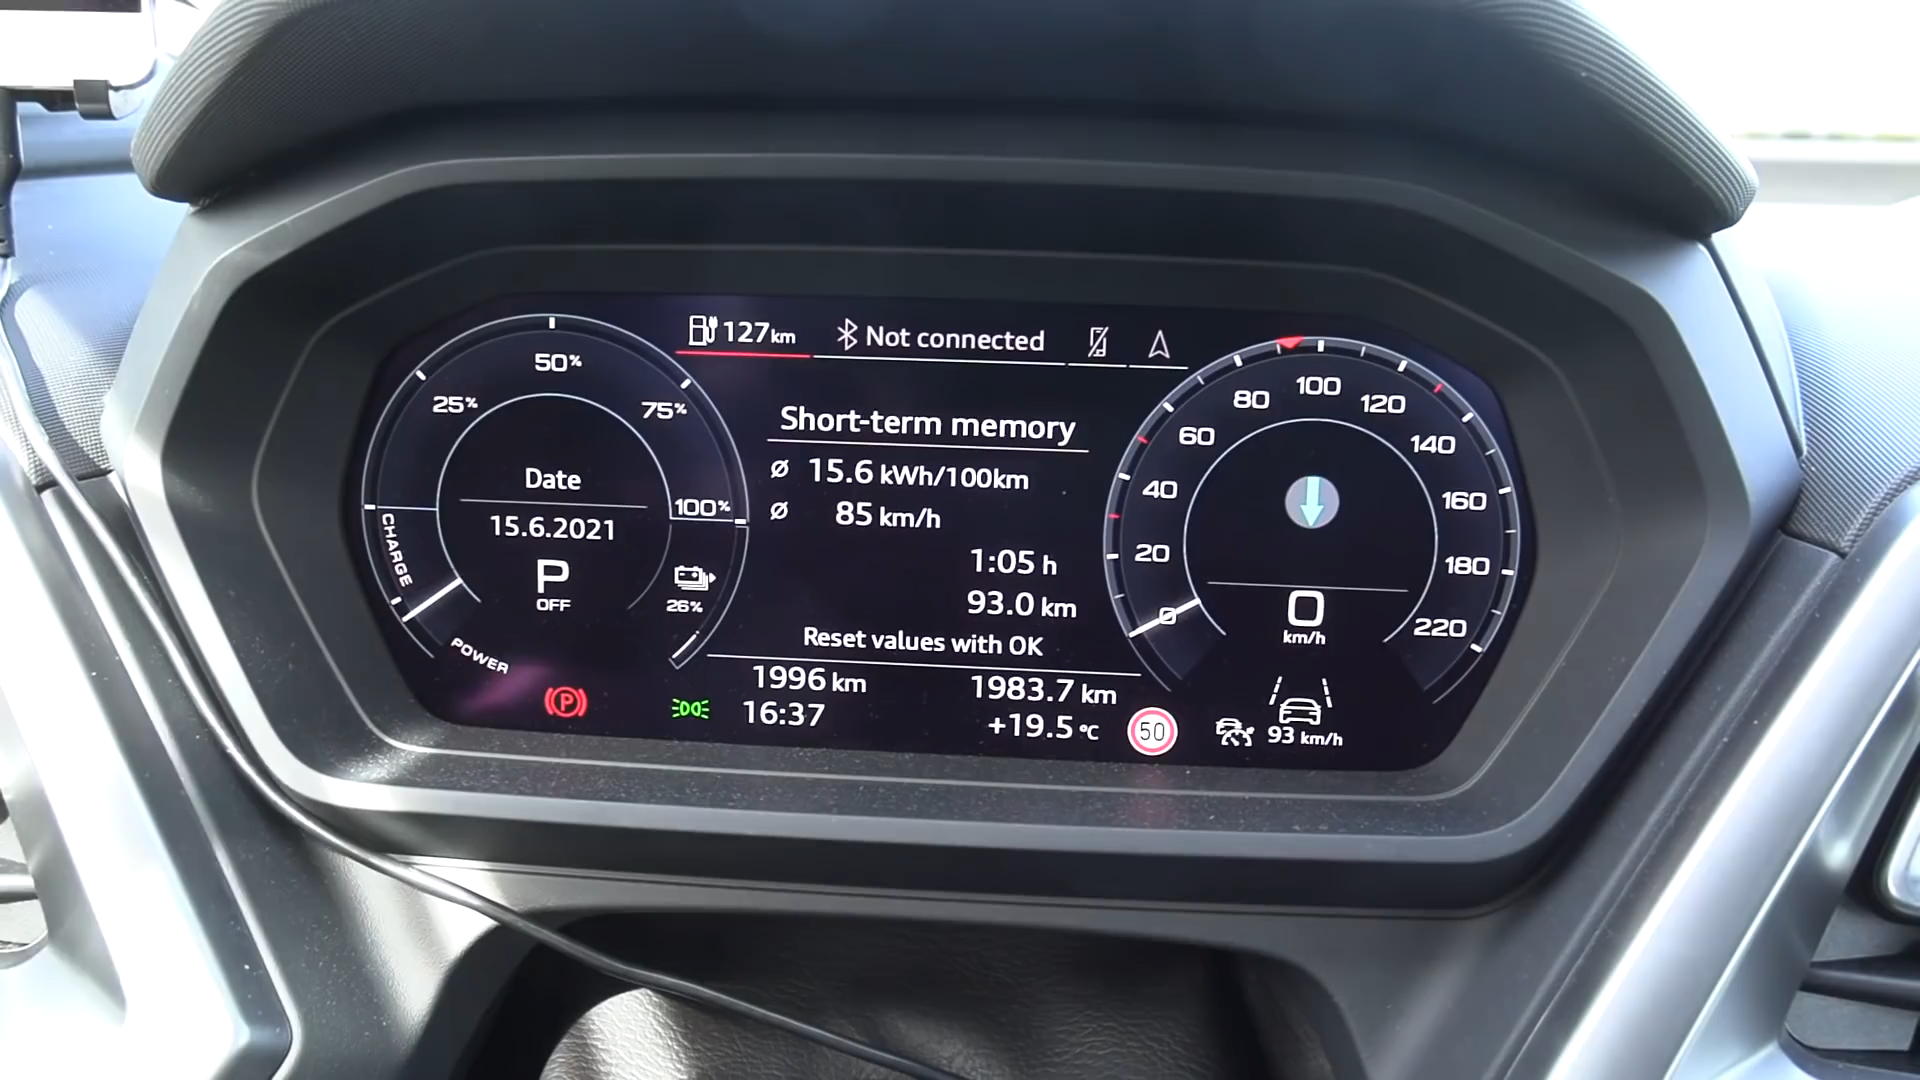 127 km
Not connected
50%
25%
75%
100%
CHARGE
POWER
Date
15.6.2021
P
OFF
26%
Short-term memory
Ø 15.6 kWh/100km
Ø 85 km/h
1:05 h
93.0 km
Reset values with OK
1996 km
1983.7 km
16:37
+19.5 °C
50
0
20
40
60
80
100
120
140
160
180
220
0
km/h
93 km/h
P